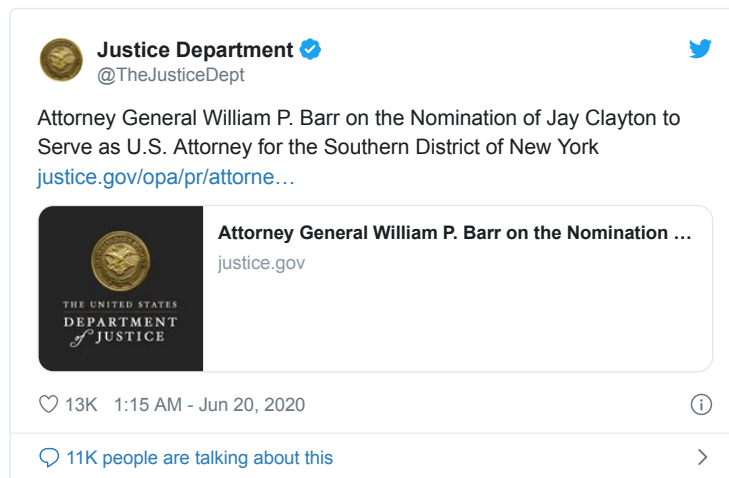 Justice Department
@TheJusticeDept
Attorney General William P. Barr on the Nomination of Jay Clayton to
Serve as U.S. Attorney for the Southern District of New York
justice.gov/opa/pr/attorne…
Attorney General William P. Barr on the Nomination …
justice.gov
THE UNITED STATES
DEPARTMENT
of JUSTICE
13K 1:15 AM - Jun 20, 2020
11K people are talking about this